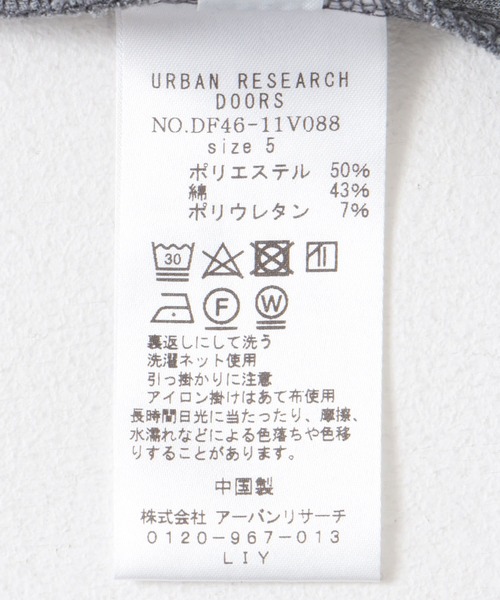 URBAN RESEARCH
DOORS
NO.DF46-11V088
size 5
ポリエステル 50%
綿 43%
ポリウレタン 7%
30
F W
裏返しにして洗う
洗濯ネット使用
引っ掛かりに注意
アイロン掛けはあて布使用
長時間日光に当たったり、摩擦、
水濡れなどによる色落ちや色移
りすることがあります。
中国製
株式会社 アーバンリサーチ
0120-967-013
LIY